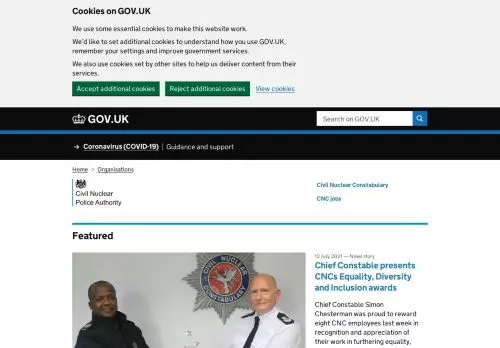 Cookies on GOV.UK
We use some essential cookies to make this website work.
We'd like to set additional cookies to understand how you use GOV.UK,
remember your settings and improve government services.
We also use cookies set by other sites to help us deliver content from their
services.
Accept additional cookies Reject additional cookies View cookies
GOV.UK Search on GOV.UK
→ Coronavirus (COVID-19) Guidance and support
Home > Organisations
Civil Nuclear
Police Authority
Civil Nuclear Constabulary
CNC jobs
Featured
CIVIL NUCLEAR
CONSTABULARY
July 2021 — News story
Chief Constable presents
CNCs Equality, Diversity
and Inclusion awards
Chief Constable Simon
Chesterman was proud to reward
eight CNC employees last week in
recognition and appreciation of
their work in furthering equality,